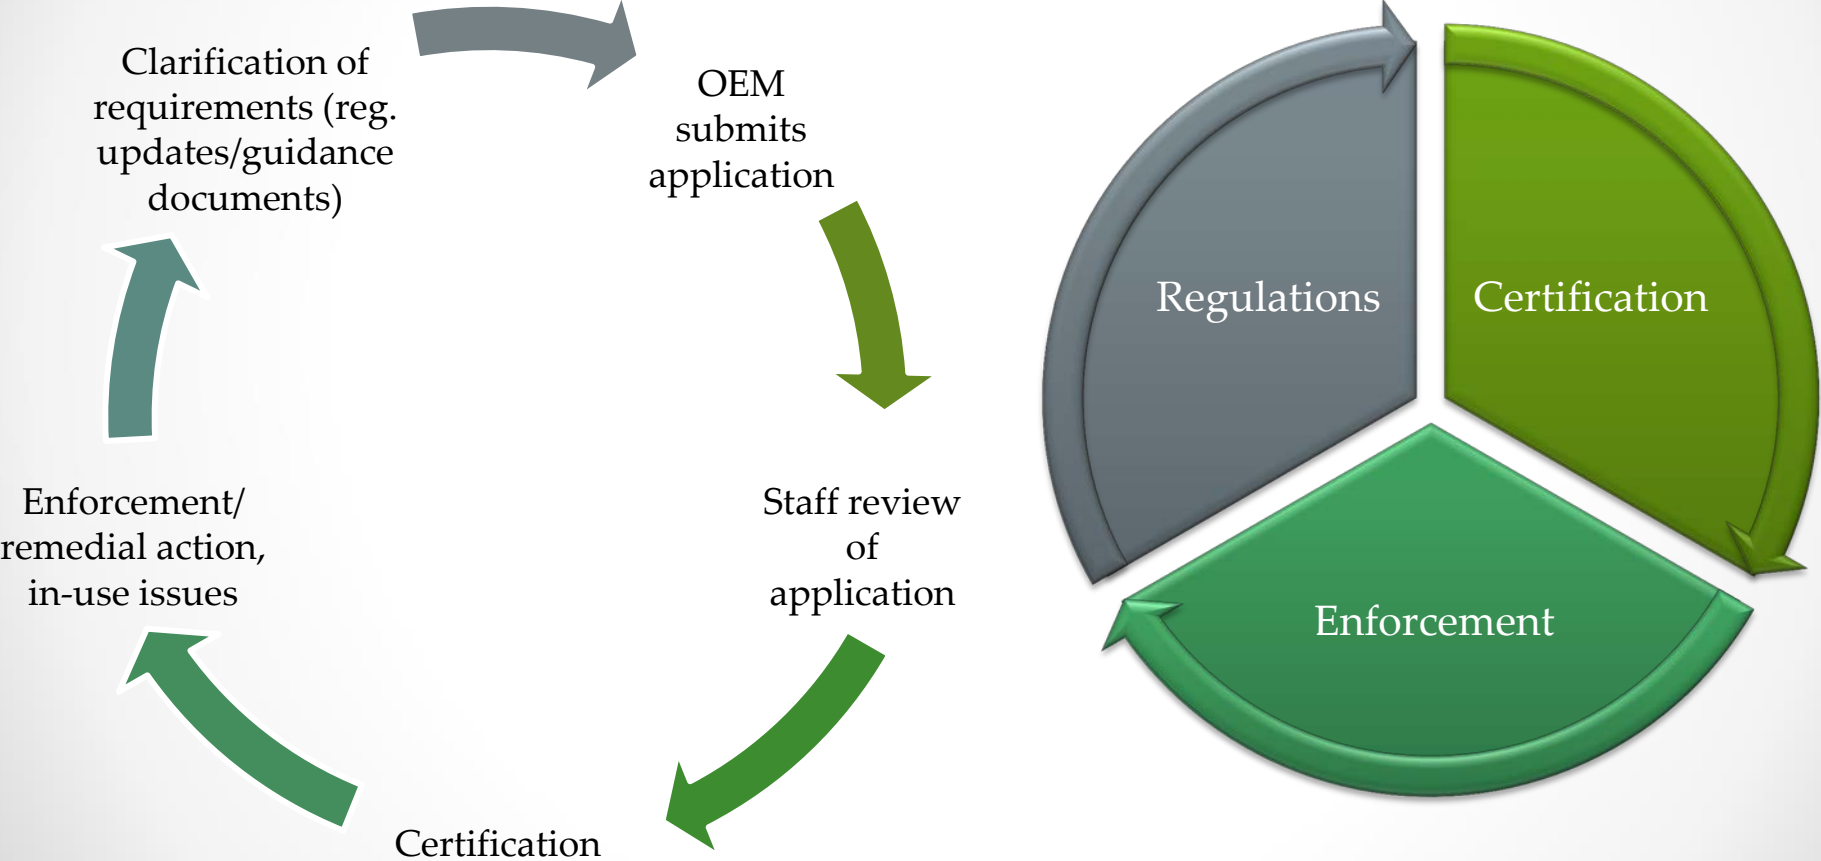 Clarification of
requirements (reg.
updates/guidance
documents)
OEM
submits
application
Staff review
of
application
Certification
Enforcement/
remedial action,
in-use issues
Regulations
Certification
Enforcement